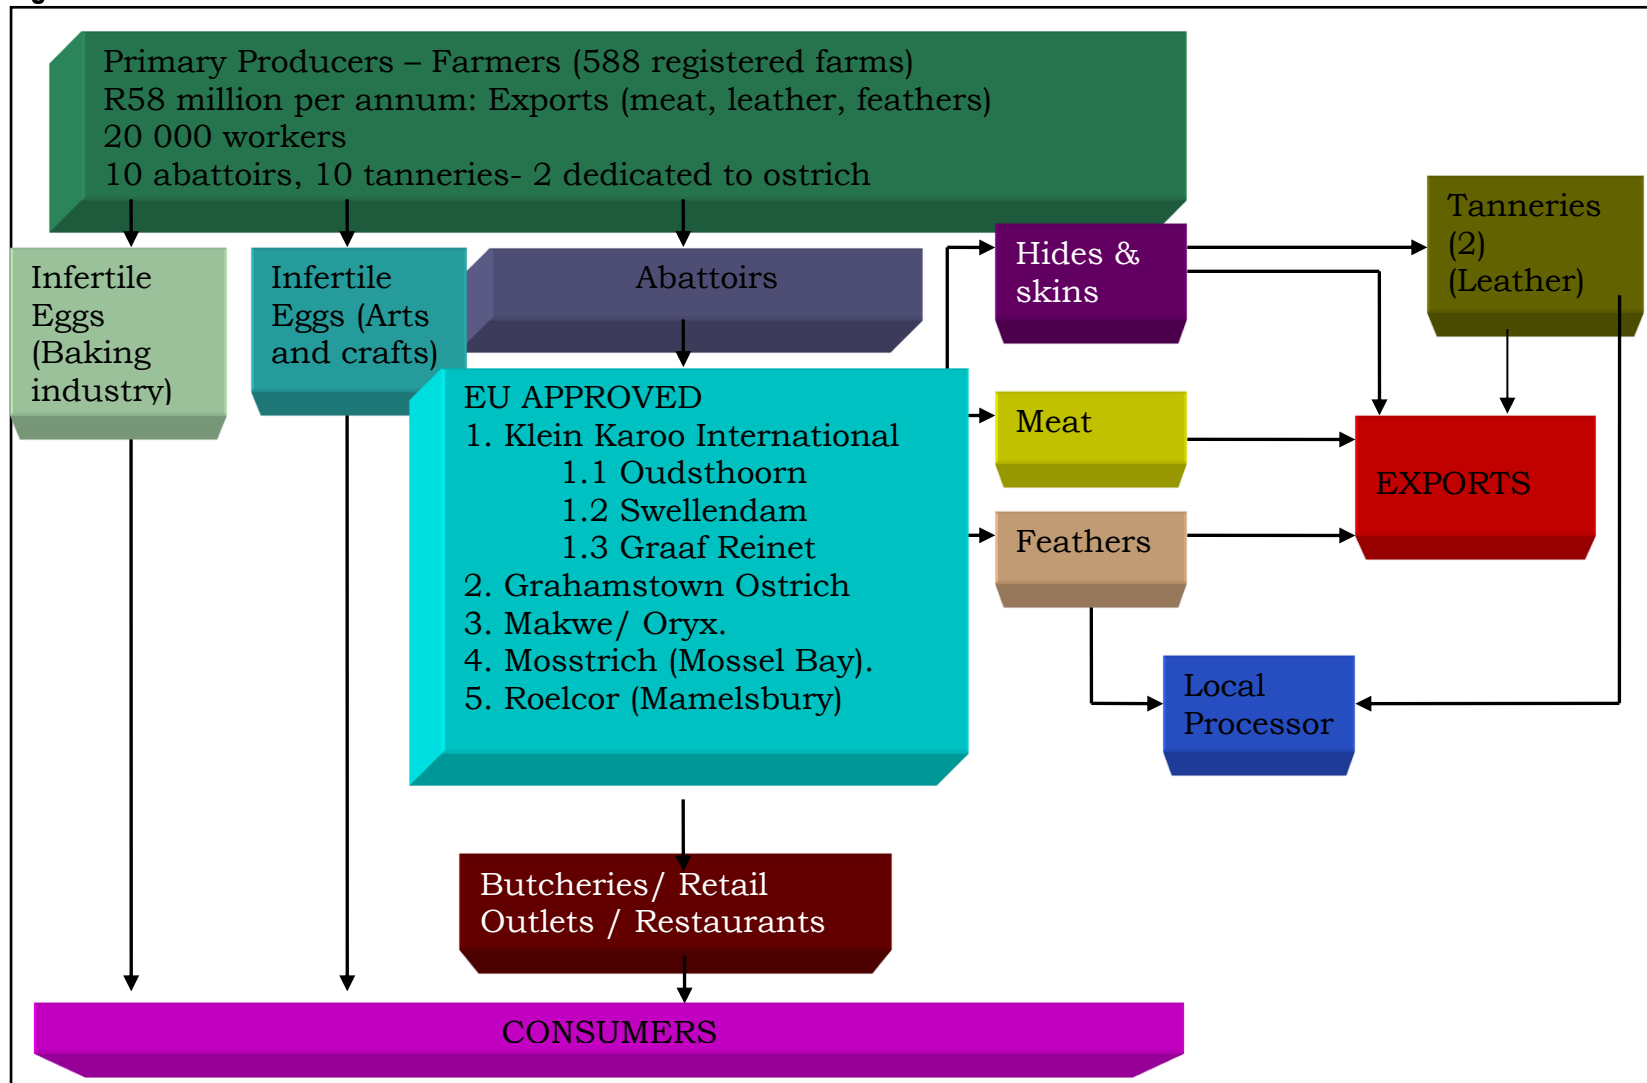 Primary Producers – Farmers (588 registered farms)
R58 million per annum: Exports (meat, leather, feathers)
20 000 workers
10 abattoirs, 10 tanneries- 2 dedicated to ostrich
Infertile
Eggs
(Baking
industry)
Infertile
Eggs (Arts
and crafts)
Abattoirs
EU APPROVED
1. Klein Karoo International
1.1 Oudsthoorn
1.2 Swellendam
1.3 Graaf Reinet
2. Grahamstown Ostrich
3. Makwe/ Oryx.
4. Mosstrich (Mossel Bay).
5. Roelcor (Mamelsbury)
Hides &
skins
Meat
Feathers
Tanneries
(2)
(Leather)
EXPORTS
Local
Processor
Butcheries/ Retail
Outlets / Restaurants
CONSUMERS